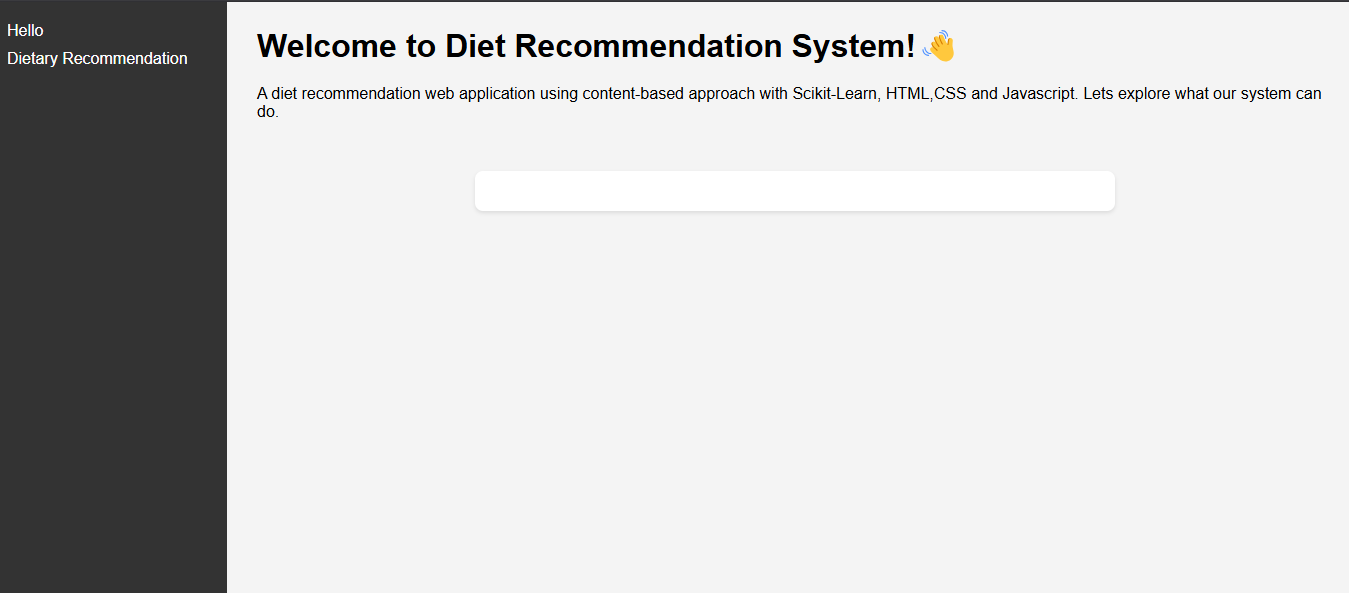 Hello
Dietary Recommendation
Welcome to Diet Recommendation System! 👋
A diet recommendation web application using content-based approach with Scikit-Learn, HTML,CSS and Javascript. Lets explore what our system can
do.